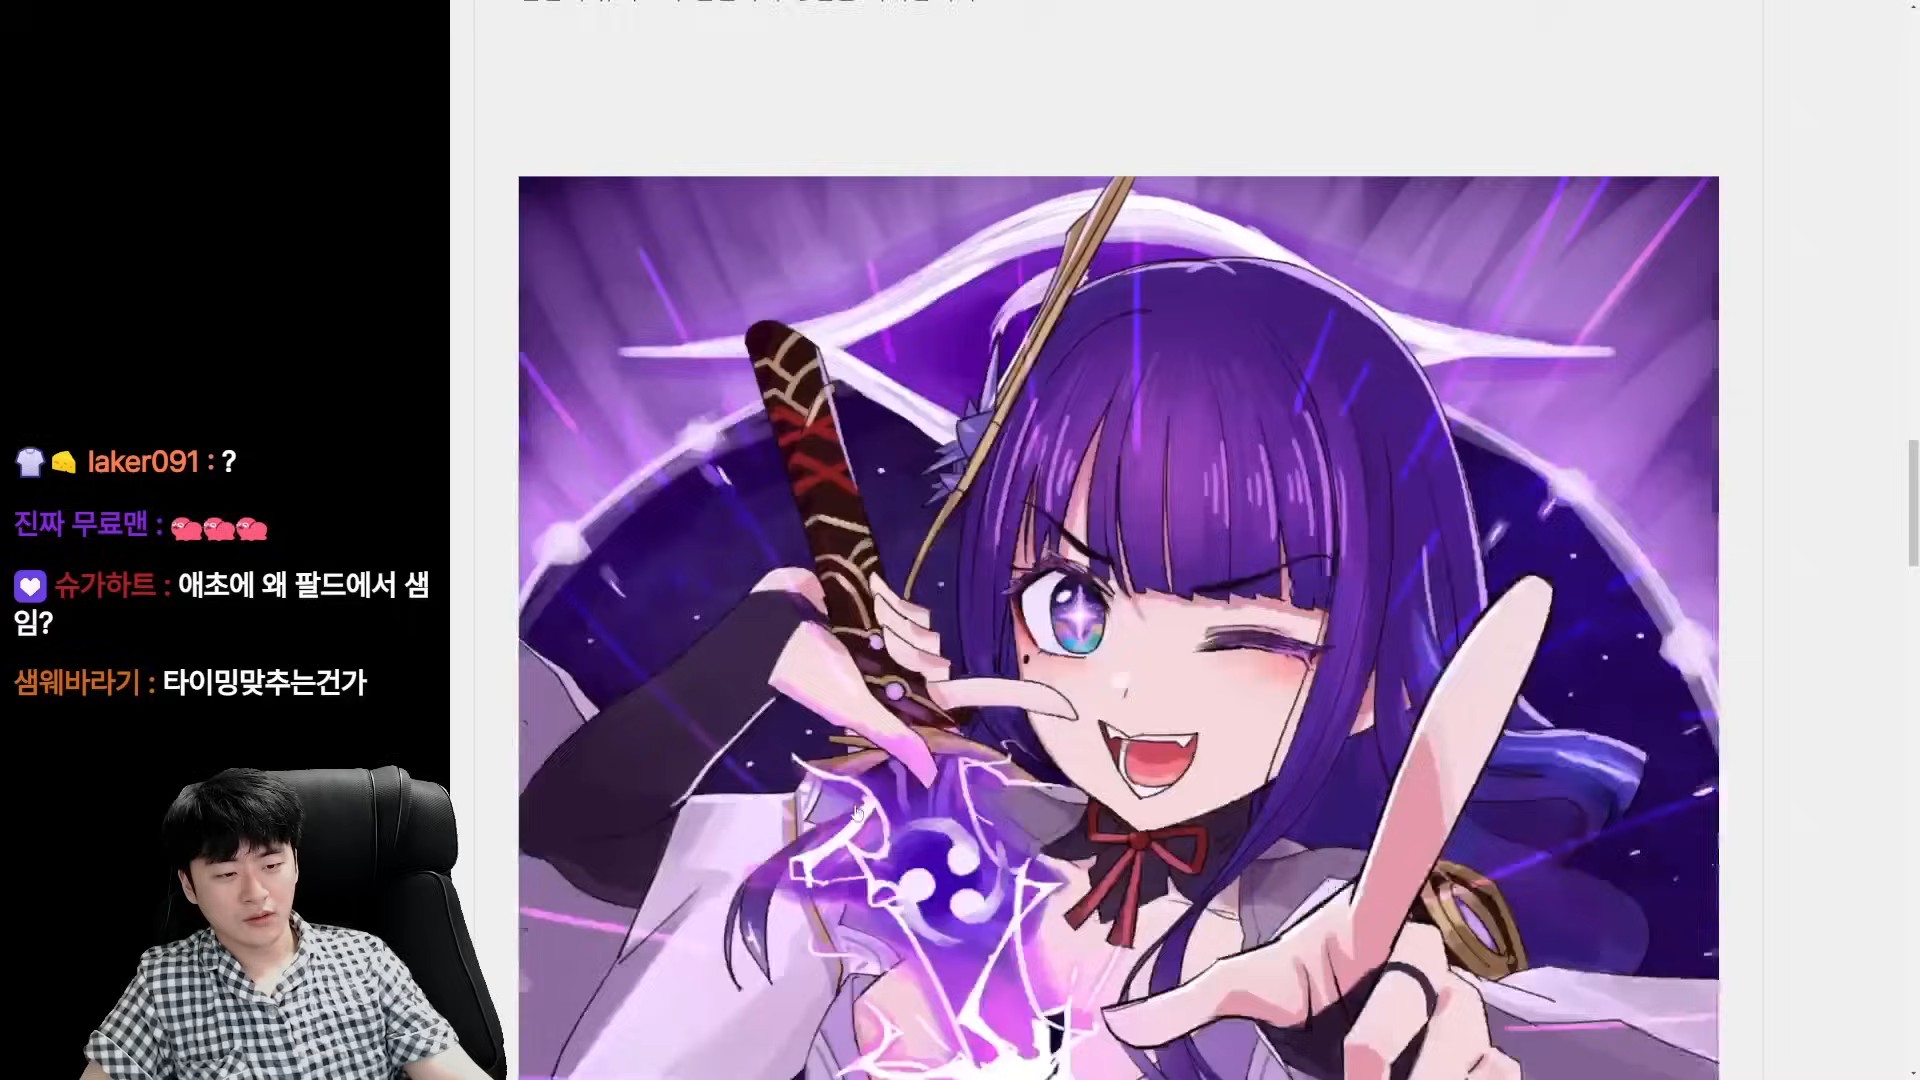 laker091 : ?
진짜 무료맨 :
슈가하트 : 애초에 왜 팔드에서 샘
임?
샘웨바라기 : 타이밍맞추는건가